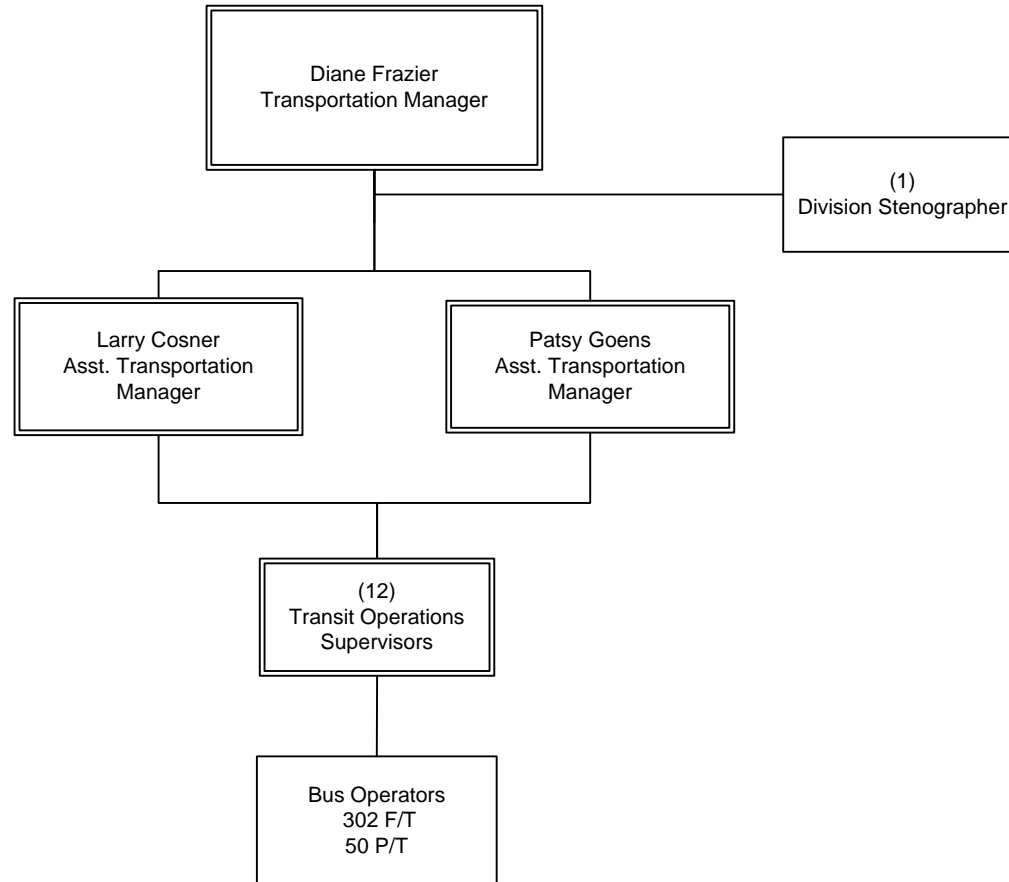 Diane Frazier
Transportation Manager
(1)
Division Stenographer
Larry Cosner
Asst. Transportation
Manager
Patsy Goens
Asst. Transportation
Manager
(12)
Transit Operations
Supervisors
Bus Operators
302 F/T
50 P/T